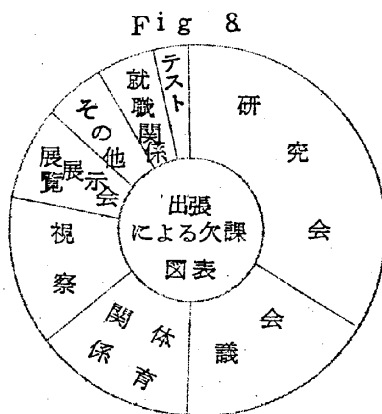 Fig 8
テスト
就職関係
その他
展覧展示会
視察
体育関係
会議
研究会
出張
による欠課
図表